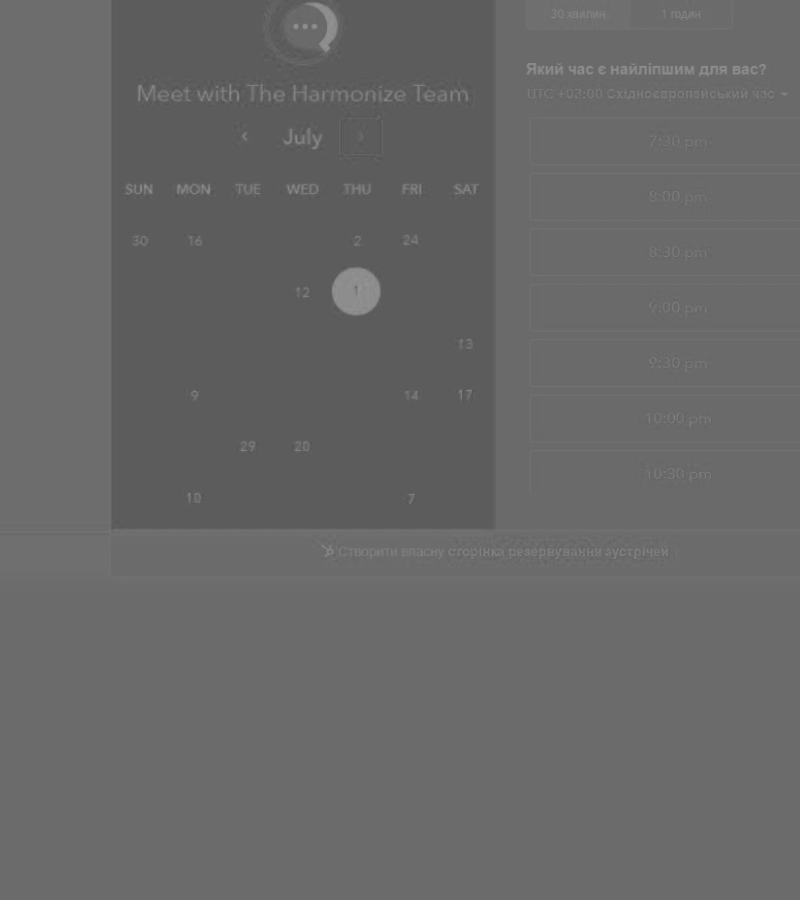 30 хвилин 1 годин
Який час є найліпшим для вас?
UTC +03:00 Східноєвропейський час
Meet with The Harmonize Team
July
SUN MON TUE WED THU FRI SAT
30 16 2 24
12 1
13
9 14 17
29 20
10 7
7:30 pm
8:00 pm
8:30 pm
9:00 pm
9:30 pm
10:00 pm
10:30 pm
Створити власну сторінка резервування зустрічей